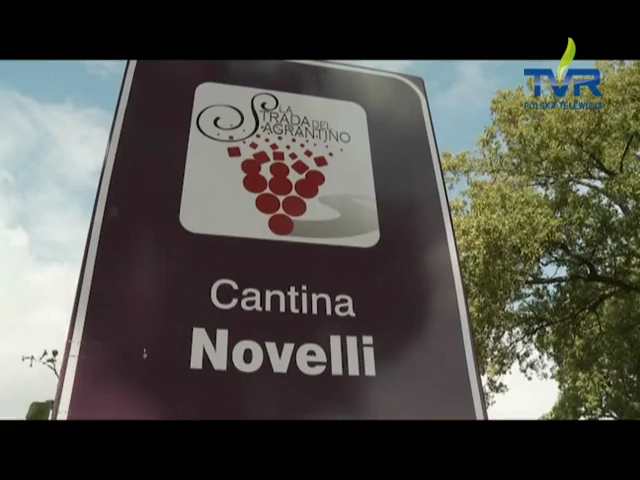 TVR
POLSKA TELEWIZJA
LA
STRADA DEL
SAGRANTINO
Cantina
Novelli